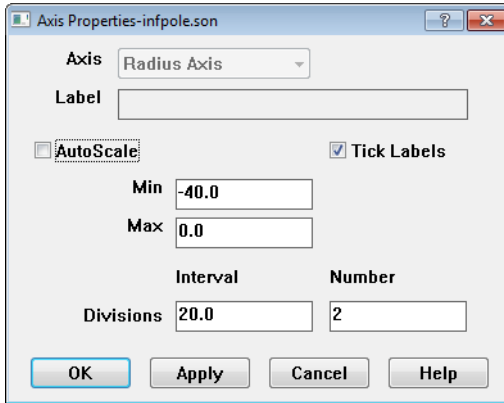 Axis Properties-infpole.son
Axis Radius Axis
Label
AutoScale Tick Labels
Min -40.0
Max 0.0
Interval Number
Divisions 20.0 2
OK Apply Cancel Help